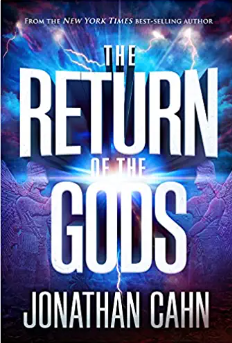 FROM THE NEW YORK TIMES BEST-SELLING AUTHOR
THE
RETURN
OF THE
GODS
JONATHAN CAHN